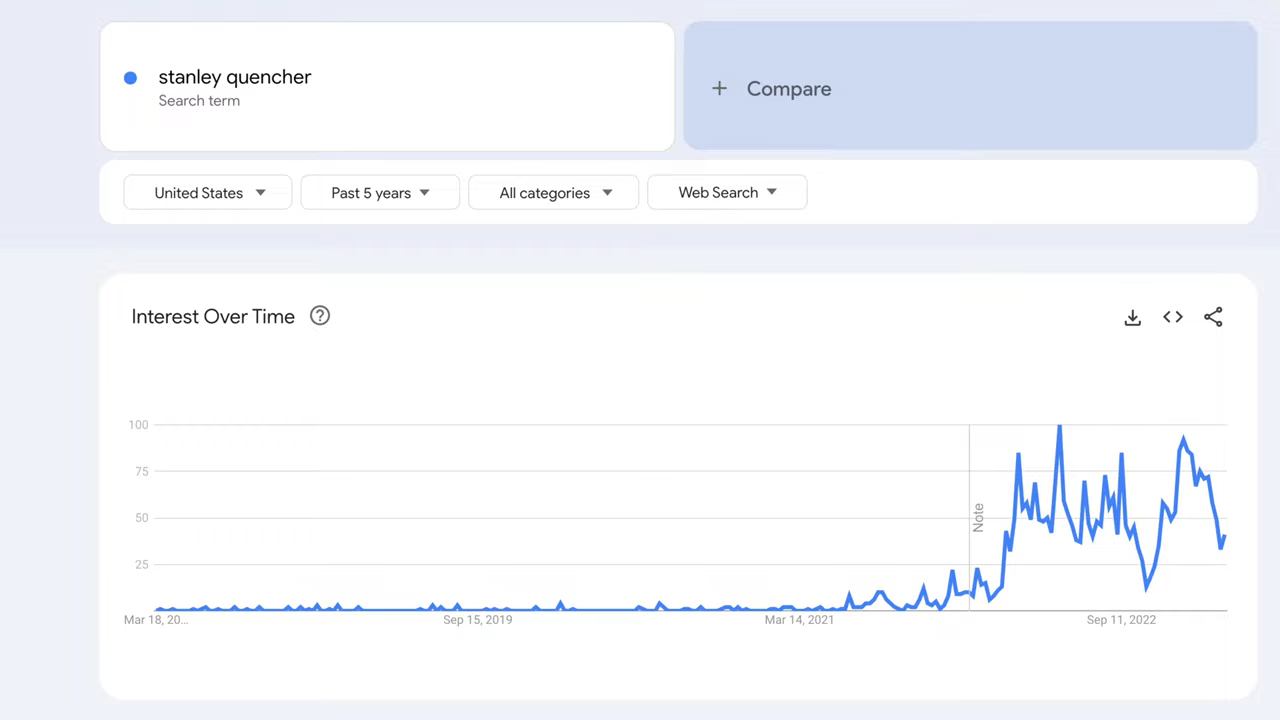 stanley quencher
Search term
+ Compare
United States
Past 5 years
All categories
Web Search
Interest Over Time
100
75
50
25
Note
Mar 18, 20...
Sep 15, 2019
Mar 14, 2021
Sep 11, 2022